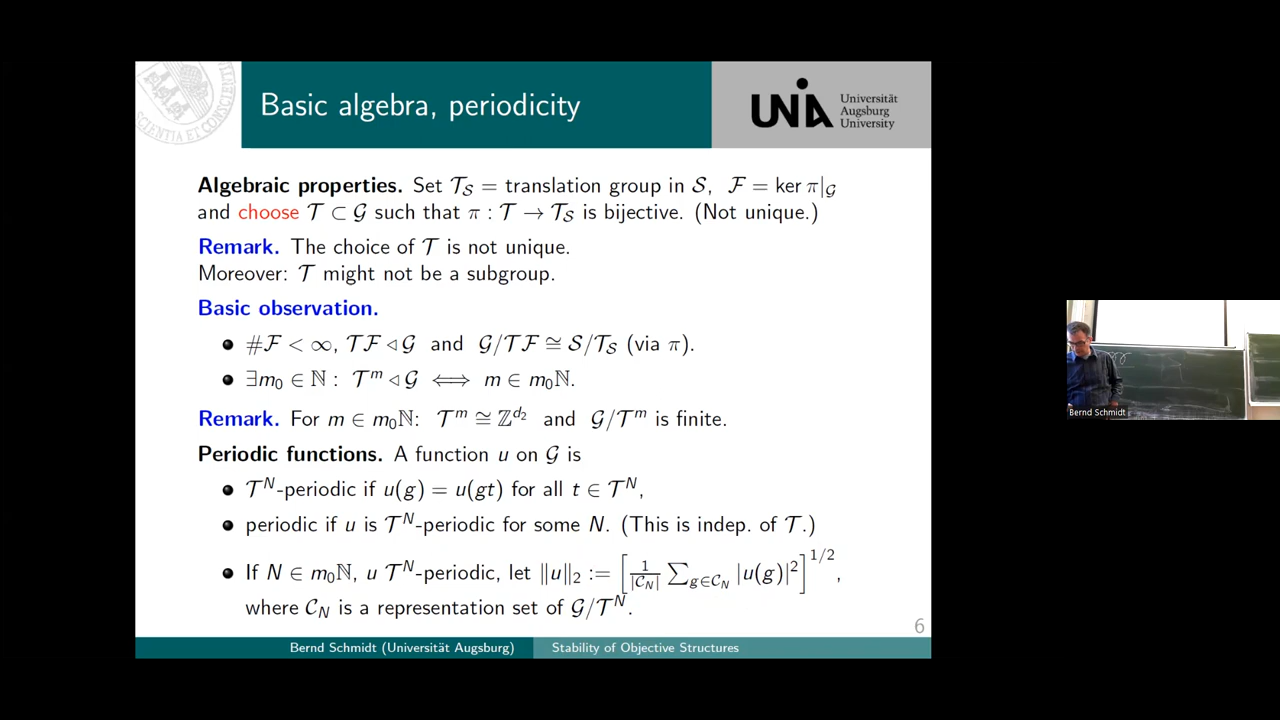 Basic algebra, periodicity
UNIA Universität
Augsburg
University
Algebraic properties. Set 𝒯_𝒮 = translation group in 𝒮, ℱ = ker π|_𝒢
and choose 𝒯 ⊂ 𝒢 such that π : 𝒯 → 𝒯_𝒮 is bijective. (Not unique.)
Remark. The choice of 𝒯 is not unique.
Moreover: 𝒯 might not be a subgroup.
Basic observation.
• #ℱ < ∞, 𝒯ℱ ◁ 𝒢 and 𝒢/𝒯ℱ ≅ 𝒮/𝒯_𝒮 (via π).
• ∃m₀ ∈ ℕ : 𝒯^m ◁ 𝒢 ⟺ m ∈ m₀ℕ.
Remark. For m ∈ m₀ℕ: 𝒯^m ≅ ℤ^{d₂} and 𝒢/𝒯^m is finite.
Periodic functions. A function u on 𝒢 is
• 𝒯^N-periodic if u(g) = u(gt) for all t ∈ 𝒯^N,
• periodic if u is 𝒯^N-periodic for some N. (This is indep. of 𝒯.)
• If N ∈ m₀ℕ, u 𝒯^N-periodic, let ‖u‖₂ := [1/|𝒞_N| ∑_{g∈𝒞_N} |u(g)|²]^{1/2},
where 𝒞_N is a representation set of 𝒢/𝒯^N.
6
Bernd Schmidt (Universität Augsburg) Stability of Objective Structures
Bernd Schmidt